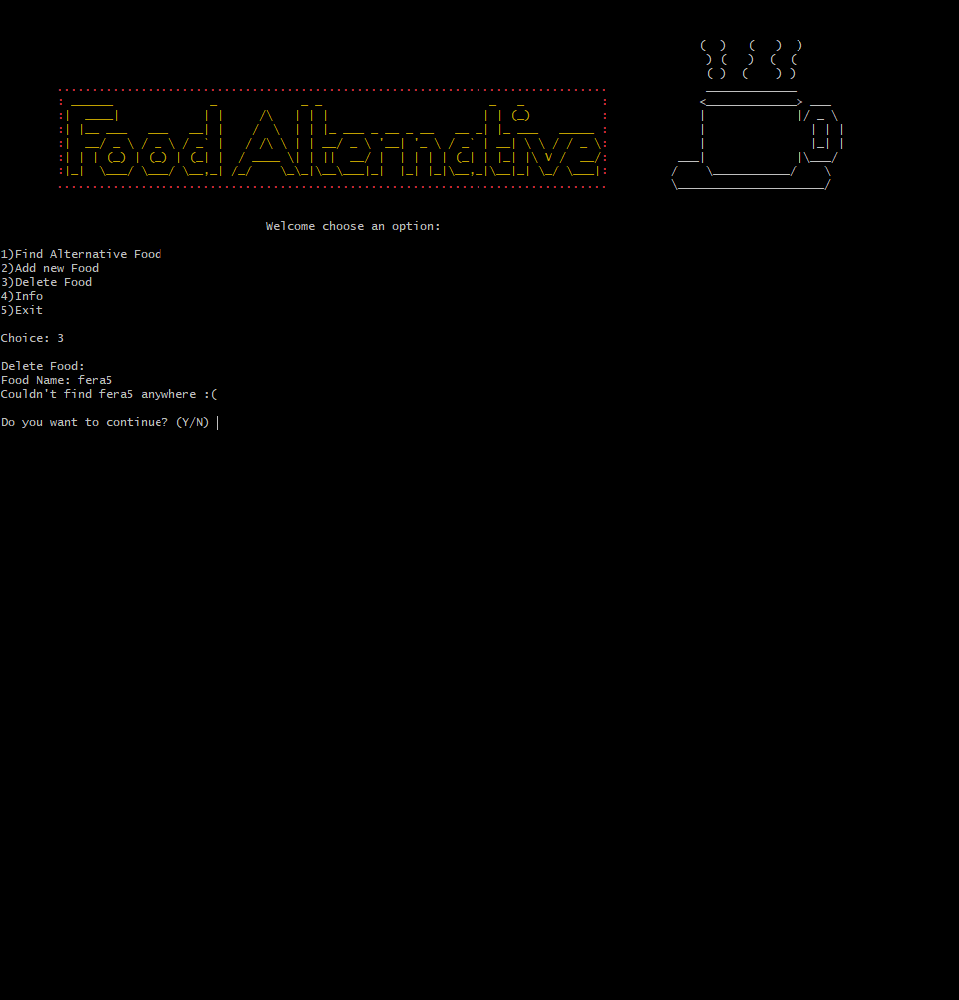 Food Alternative
Welcome choose an option:
1)Find Alternative Food
2)Add new Food
3)Delete Food
4)Info
5)Exit
Choice: 3
Delete Food:
Food Name: fera5
Couldn't find fera5 anywhere :(
Do you want to continue? (Y/N)